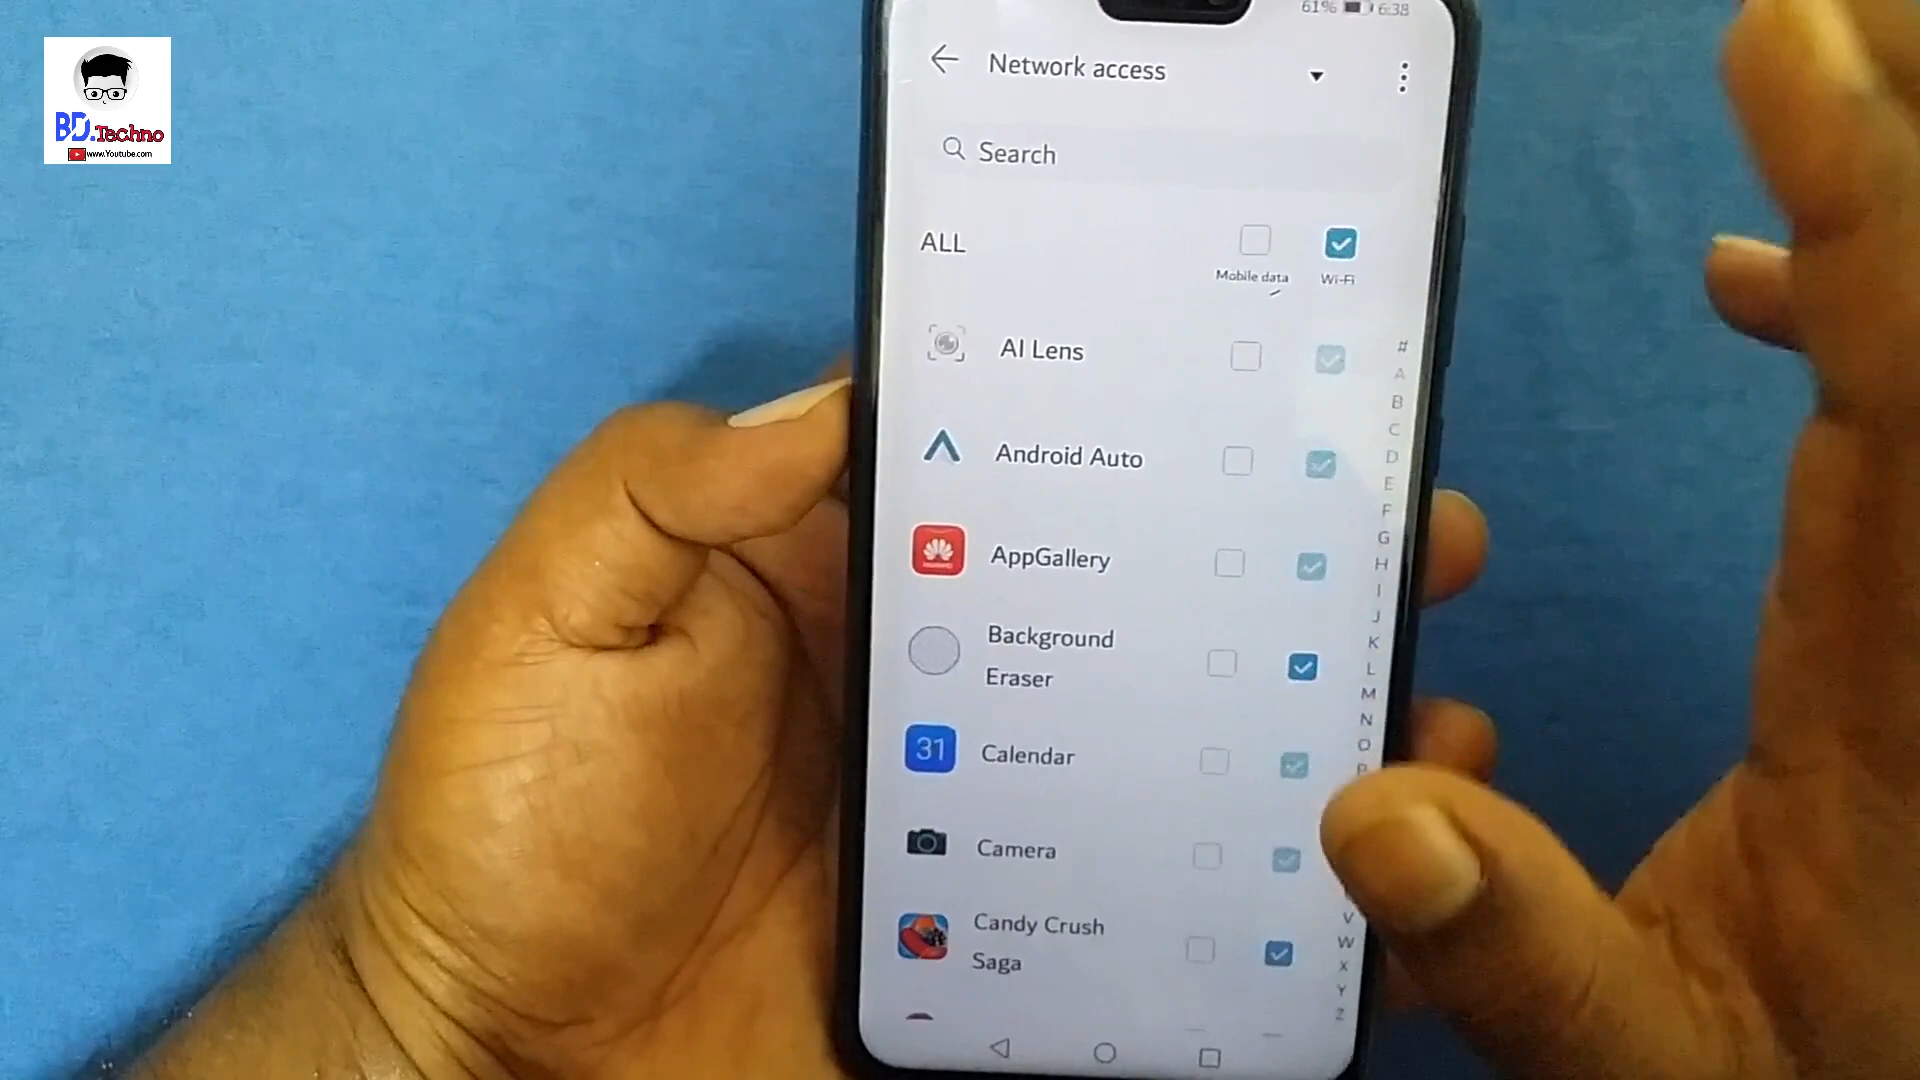 BD.Techno
www.Youtube.com
61% 6:38
Network access
Search
ALL
Mobile data
Wi-Fi
AI Lens
Android Auto
AppGallery
HUAWEI
Background
Eraser
31
Calendar
Camera
Candy Crush
Saga
#
A
B
C
D
E
F
G
H
I
J
K
L
M
N
O
P
V
W
X
Y
Z